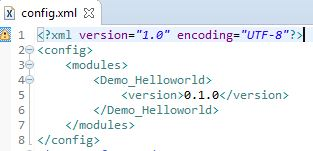 config.xml
1 <?xml version="1.0" encoding="UTF-8"?>
2 <config>
3 <modules>
4 <Demo_Helloworld>
5 <version>0.1.0</version>
6 </Demo_Helloworld>
7 </modules>
8 </config>